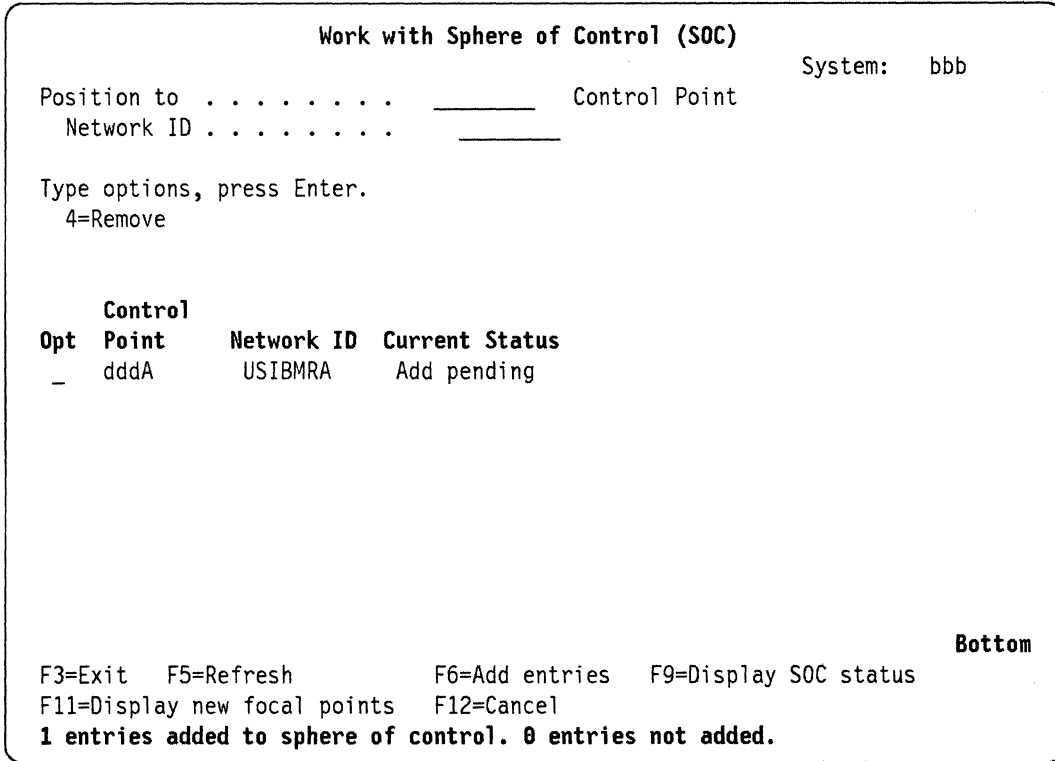 Work with Sphere of Control (SOC)
System: bbb
Position to . . . . . . . . ________ Control Point
Network ID . . . . . . . . ________
Type options, press Enter.
4=Remove
Control
Opt Point Network ID Current Status
_ dddA USIBMRA Add pending
Bottom
F3=Exit F5=Refresh F6=Add entries F9=Display SOC status
F11=Display new focal points F12=Cancel
1 entries added to sphere of control. 0 entries not added.